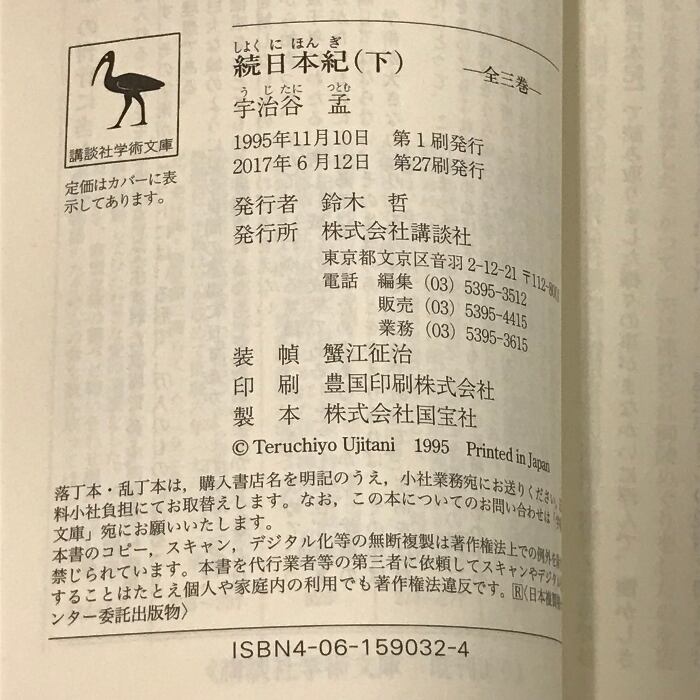 しよくにほんぎ
続日本紀(下)
―全三巻―
うじたに つとむ
宇治谷 孟
1995年11月10日 第1刷発行
2017年6月12日 第27刷発行
発行者 鈴木 哲
発行所 株式会社講談社
東京都文京区音羽 2-12-21 〒112-8001
電話 編集 (03) 5395-3512
販売 (03) 5395-4415
業務 (03) 5395-3615
装 幀 蟹江征治
印 刷 豊国印刷株式会社
製 本 株式会社国宝社
© Teruchiyo Ujitani 1995 Printed in Japan
講談社学術文庫
定価はカバーに表
示してあります。
落丁本・乱丁本は，購入書店名を明記のうえ，小社業務宛にお送りください。
料小社負担にてお取替えします。なお，この本についてのお問い合わせは「学
文庫」宛にお願いいたします。
本書のコピー，スキャン，デジタル化等の無断複製は著作権法上での例外を
禁じられています。本書を代行業者等の第三者に依頼してスキャンやデジタル
することはたとえ個人や家庭内の利用でも著作権法違反です。Ⓡ〈日本複製
ンター委託出版物〉
ISBN4-06-159032-4